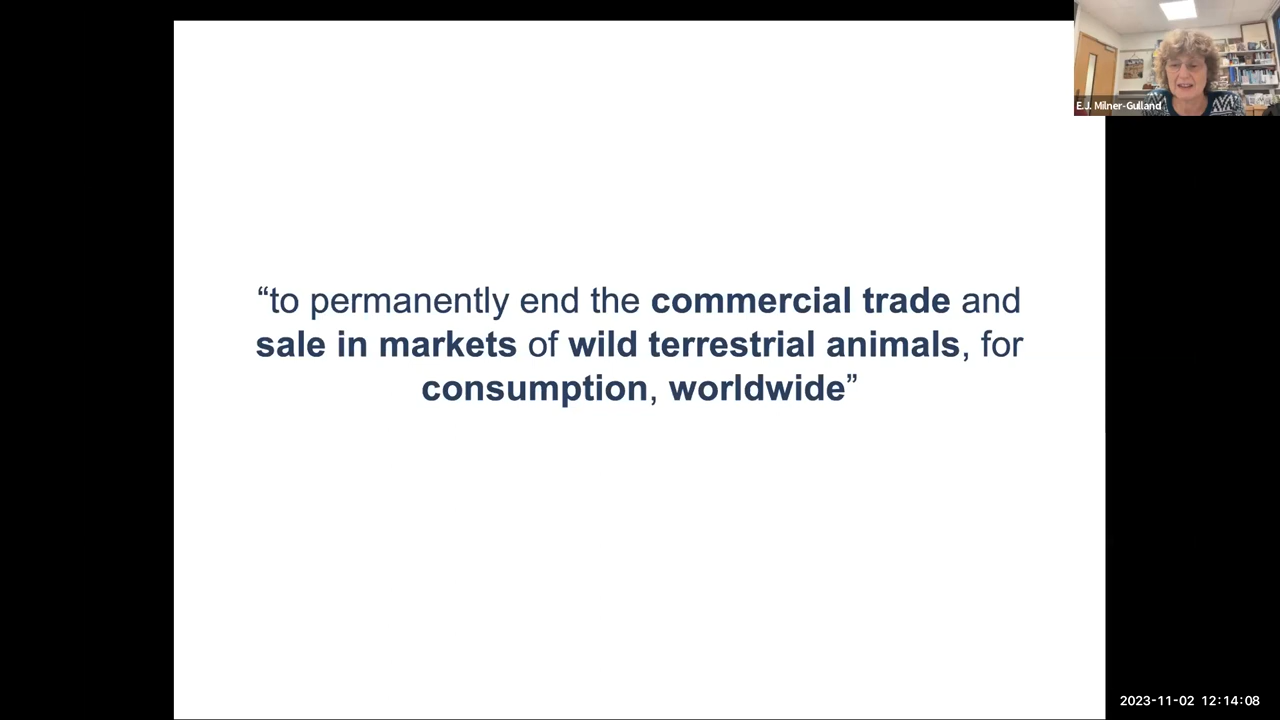 E.J. Milner-Gulland
“to permanently end the commercial trade and
sale in markets of wild terrestrial animals, for
consumption, worldwide”
2023-11-02 12:14:08